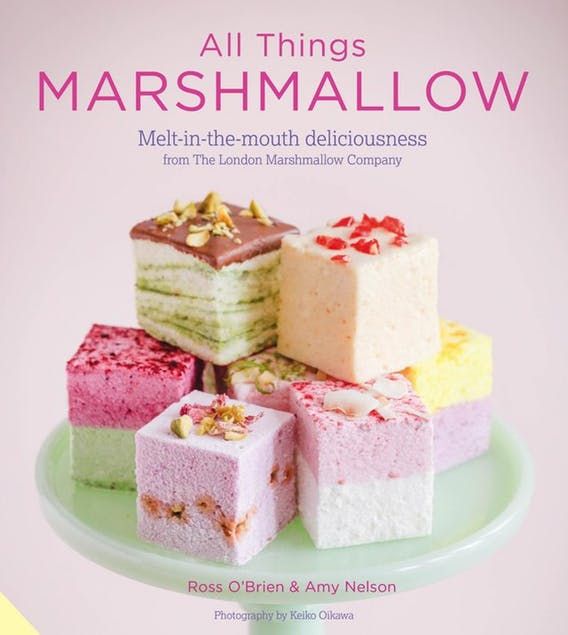 All Things
MARSHMALLOW
Melt-in-the-mouth deliciousness
from The London Marshmallow Company
Ross O'Brien & Amy Nelson
Photography by Keiko Oikawa